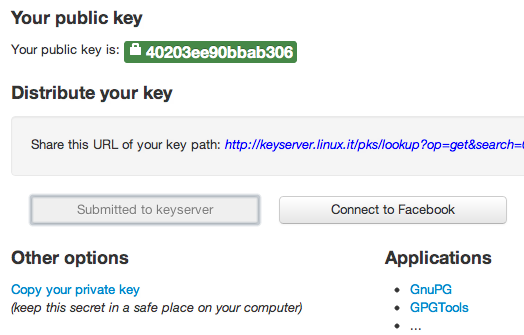 Your public key
Your public key is: 40203ee90bbab306
Distribute your key
Share this URL of your key path: http://keyserver.linux.it/pks/lookup?op=get&search=
Submitted to keyserver
Connect to Facebook
Other options
Copy your private key
(keep this secret in a safe place on your computer)
Applications
• GnuPG
• GPGTools
• ...